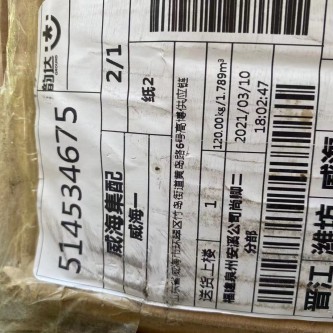 韵达
514534675
2/1
威海集配
纸2
威海一
120.00kg/1.789m³
送货上楼
1
2021/03/10
18:02:47
福建泉州安溪公司尚卿二
分部
晋江 潍坊 威海